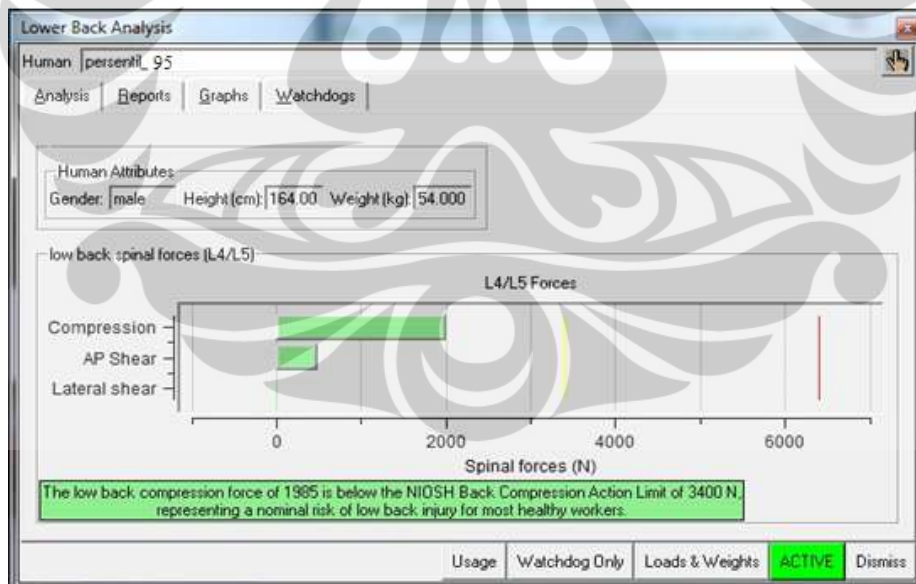 Lower Back Analysis
Human persentil_95
Analysis Reports Graphs Watchdogs
Human Attributes
Gender: male Height (cm): 164.00 Weight (kg): 54.000
low back spinal forces (L4/L5)
L4/L5 Forces
Compression
AP Shear
Lateral shear
0 2000 4000 6000
Spinal forces (N)
The low back compression force of 1985 is below the NIOSH Back Compression Action Limit of 3400 N,
representing a nominal risk of low back injury for most healthy workers.
Usage Watchdog Only Loads & Weights ACTIVE Dismiss